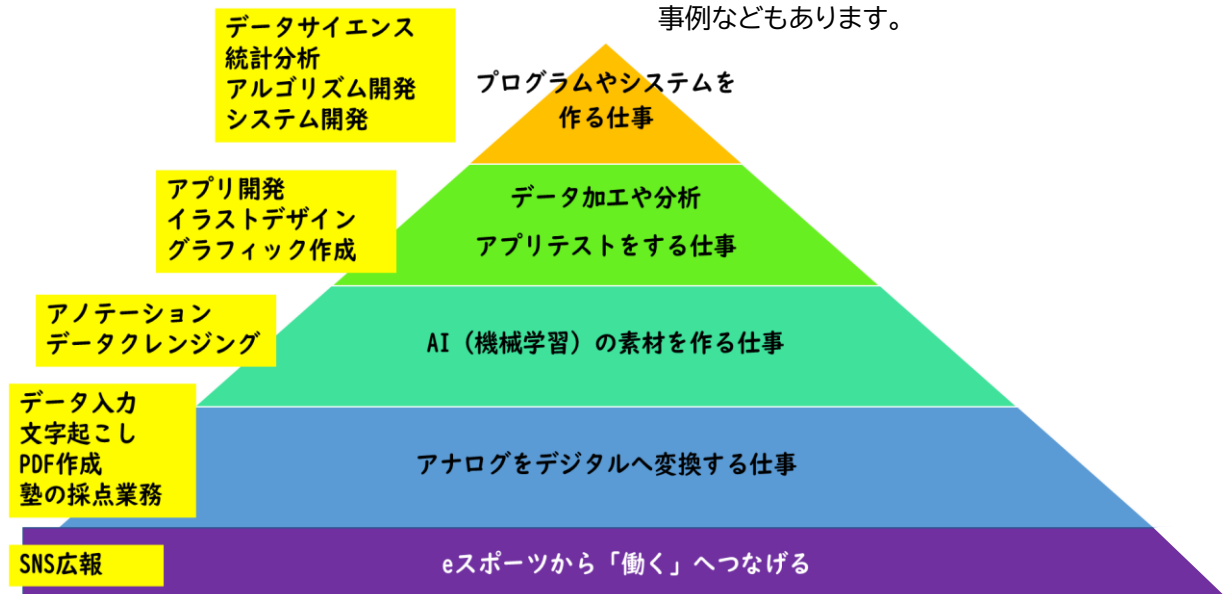 事例などもあります。
データサイエンス
統計分析
アルゴリズム開発
システム開発
プログラムやシステムを
作る仕事
アプリ開発
イラストデザイン
グラフィック作成
データ加工や分析
アプリテストをする仕事
アノテーション
データクレンジング
AI（機械学習）の素材を作る仕事
データ入力
文字起こし
PDF作成
塾の採点業務
アナログをデジタルへ変換する仕事
SNS広報
eスポーツから「働く」へつなげる